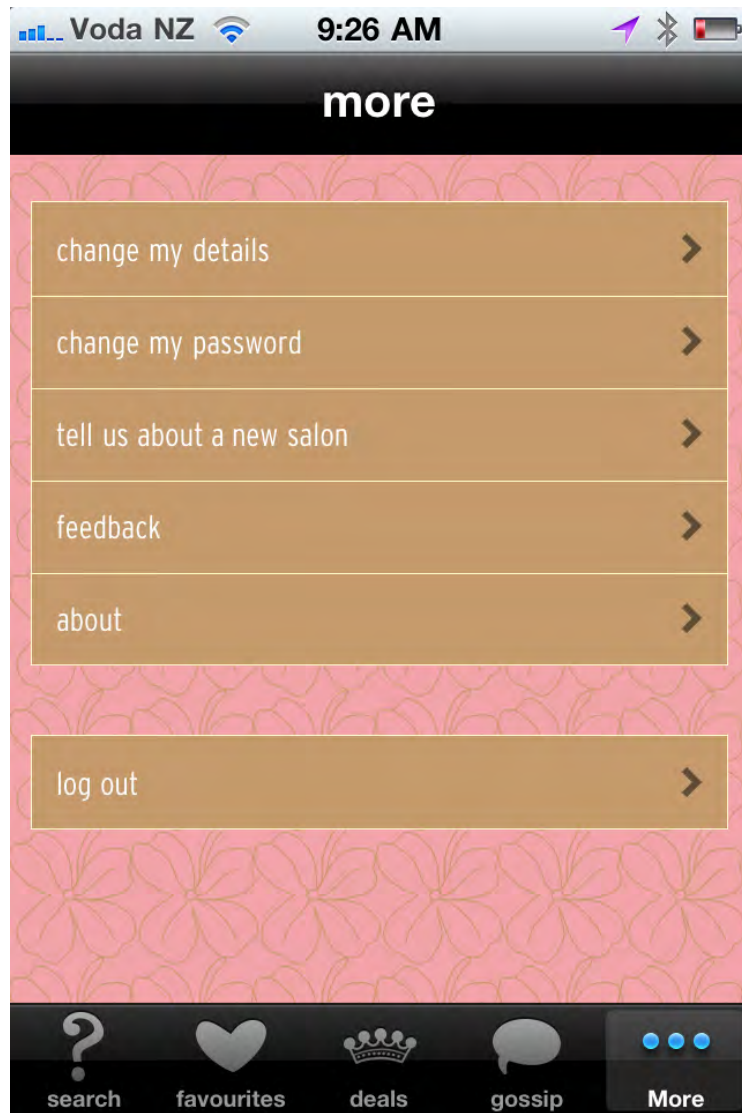 Voda NZ 9:26 AM
more
change my details
change my password
tell us about a new salon
feedback
about
log out
search favourites deals gossip More